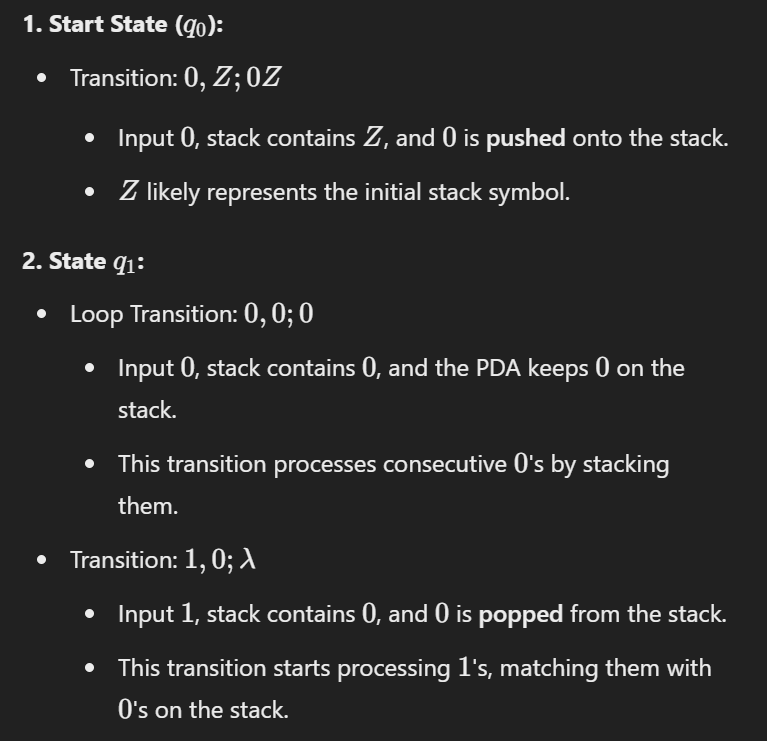 1. Start State (q₀):
• Transition: 0, Z; 0Z
• Input 0, stack contains Z, and 0 is pushed onto the stack.
• Z likely represents the initial stack symbol.
2. State q₁:
• Loop Transition: 0, 0; 0
• Input 0, stack contains 0, and the PDA keeps 0 on the
stack.
• This transition processes consecutive 0's by stacking
them.
• Transition: 1, 0; λ
• Input 1, stack contains 0, and 0 is popped from the stack.
• This transition starts processing 1's, matching them with
0's on the stack.